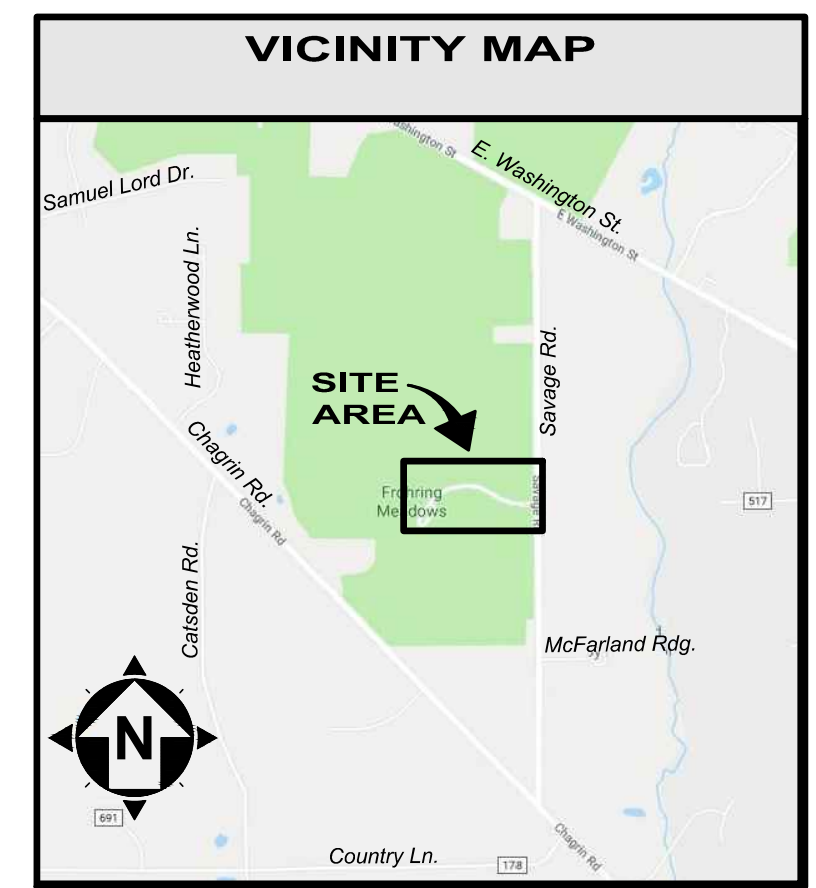 VICINITY MAP
Washington St
E. Washington St.
E Washington St
Samuel Lord Dr.
Heatherwood Ln.
Savage Rd.
SITE
AREA
Chagrin Rd.
Chagrin Rd
Frohring
Meadows
517
Catsden Rd.
McFarland Rdg.
N
691
Country Ln.
178
Chagrin Rd